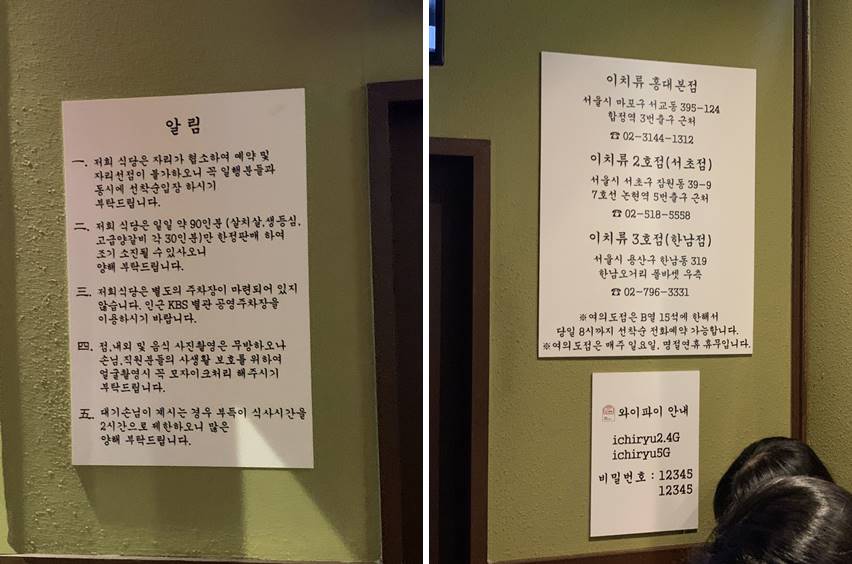 알 림
一. 저희 식당은 자리가 협소하여 예약 및
자리선점이 불가하오니 꼭 일행분들과
동시에 선착순입장 하시기
부탁드립니다.
二. 저희 식당은 일일 약 90인분 (살치살,생등심,
고급양갈비 각 30인분)만 한정판매 하여
조기 소진될 수 있사오니
양해 부탁드립니다.
三. 저희식당은 별도의 주차장이 마련되어 있지
않습니다. 인근 KBS 별관 공영주차장을
이용하시기 바랍니다.
四. 점,내외 및 음식 사진촬영은 무방하오나
손님,직원분들의 사생활 보호를 위하여
얼굴촬영시 꼭 모자이크처리 해주시기
부탁드립니다.
五. 대기손님이 계시는 경우 부득이 식사시간을
2시간으로 제한하오니 많은
양해 부탁드립니다.
이치류 홍대본점
서울시 마포구 서교동 395-124
합정역 3번출구 근처
☎ 02-3144-1312
이치류 2호점(서초점)
서울시 서초구 잠원동 39-9
7호선 논현역 5번출구 근처
☎ 02-518-5558
이치류 3호점(한남점)
서울시 용산구 한남동 319
한남오거리 폴바셋 우측
☎ 02-796-3331
※여의도점은 B열 15석에 한해서
당일 8시까지 선착순 전화예약 가능합니다.
※여의도점은 매주 일요일, 명절연휴 휴무입니다.
와이파이 안내
ichiryu2.4G
ichiryu5G
비밀번호 : 12345
12345